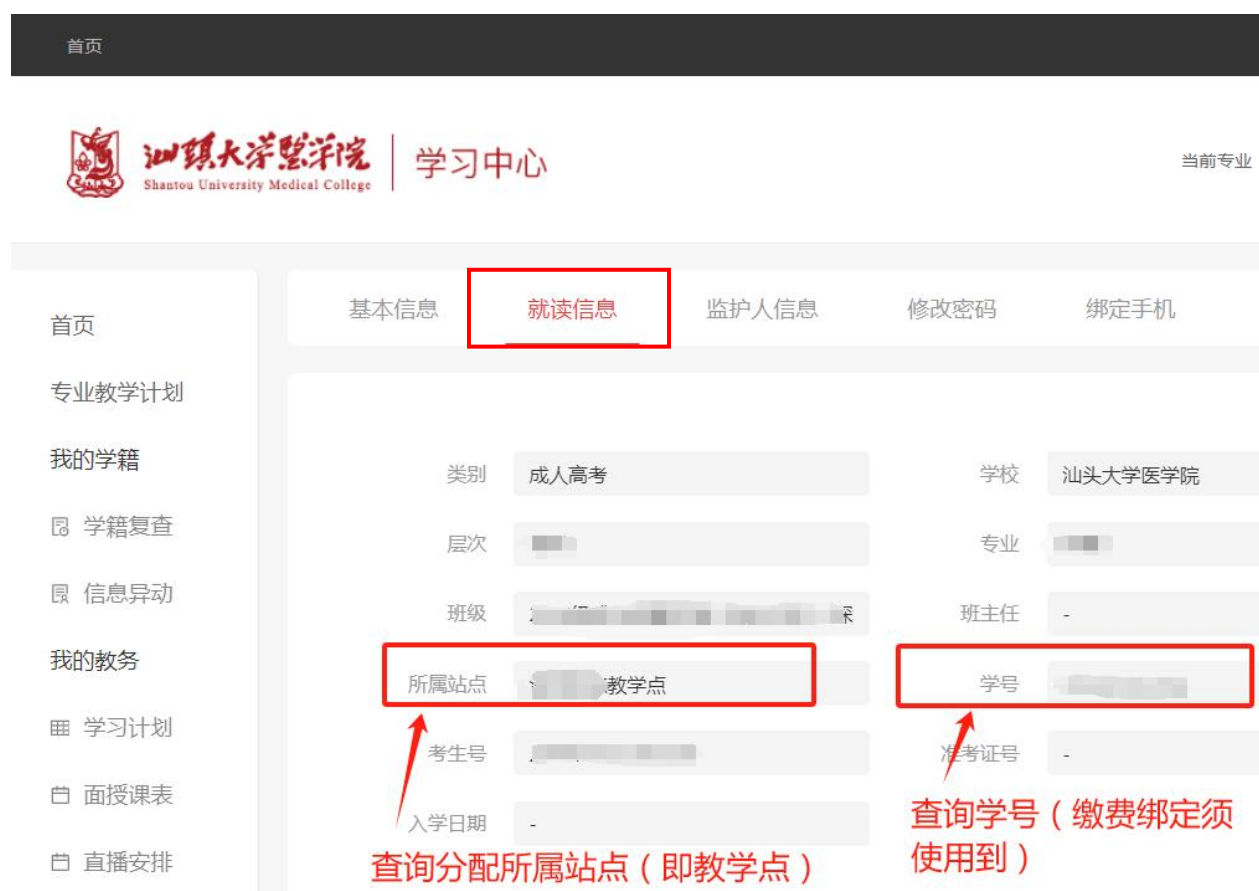 首页
汕頭大学醫学院
Shantou University Medical College
学习中心
当前专业
首页
专业教学计划
我的学籍
学籍复查
信息异动
我的教务
学习计划
面授课表
直播安排
基本信息 就读信息 监护人信息 修改密码 绑定手机
类别 成人高考 学校 汕头大学医学院
层次 专业
班级 深 班主任 -
所属站点 教学点 学号
考生号 准考证号 -
入学日期 -
查询分配所属站点（即教学点）
查询学号（缴费绑定须
使用到）